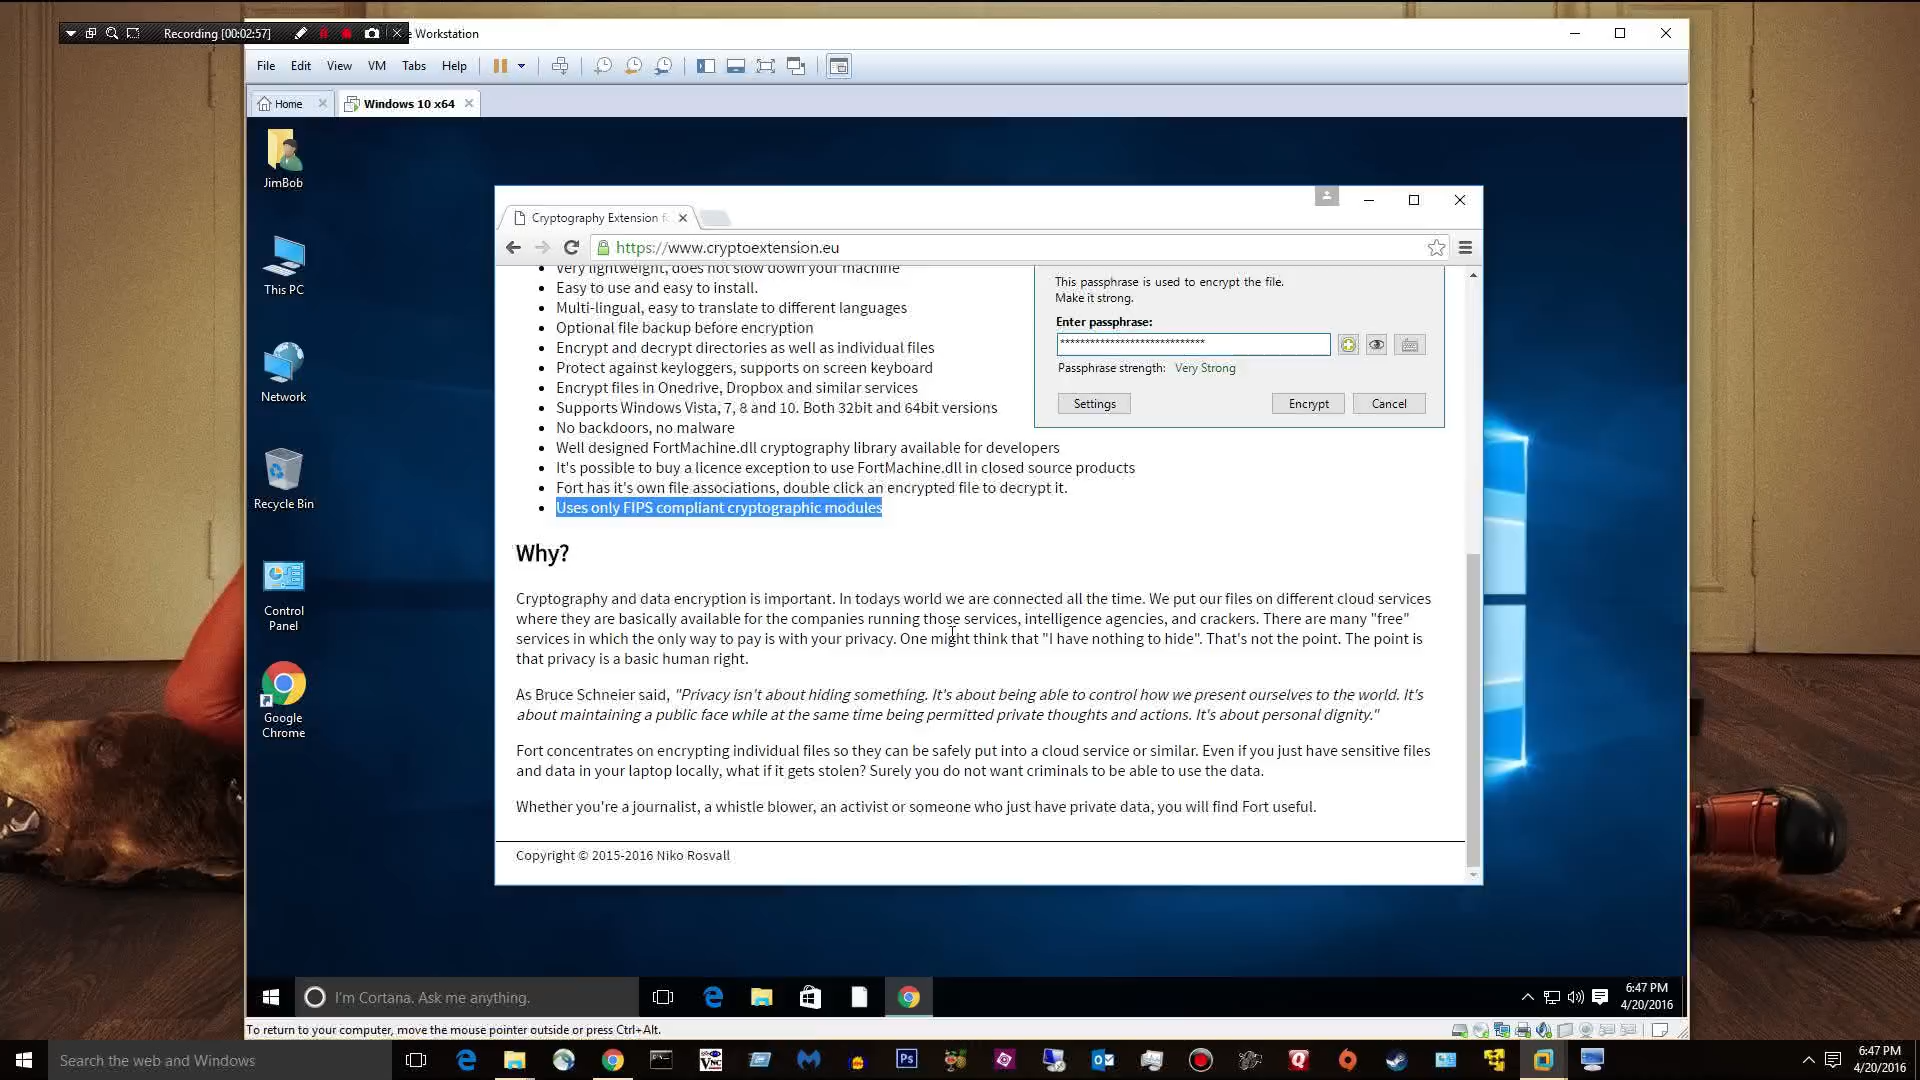 Recording [00:02:57]
e Workstation
File Edit View VM Tabs Help
Home
Windows 10 x64
JimBob
This PC
Network
Recycle Bin
Control
Panel
Google
Chrome
Cryptography Extension f
https://www.cryptoextension.eu
Very lightweight, does not slow down your machine
Easy to use and easy to install.
Multi-lingual, easy to translate to different languages
Optional file backup before encryption
Encrypt and decrypt directories as well as individual files
Protect against keyloggers, supports on screen keyboard
Encrypt files in Onedrive, Dropbox and similar services
Supports Windows Vista, 7, 8 and 10. Both 32bit and 64bit versions
No backdoors, no malware
Well designed FortMachine.dll cryptography library available for developers
It's possible to buy a licence exception to use FortMachine.dll in closed source products
Fort has it's own file associations, double click an encrypted file to decrypt it.
Uses only FIPS compliant cryptographic modules
This passphrase is used to encrypt the file.
Make it strong.
Enter passphrase:
*****************************
Passphrase strength: Very Strong
Settings Encrypt Cancel
Why?
Cryptography and data encryption is important. In todays world we are connected all the time. We put our files on different cloud services
where they are basically available for the companies running those services, intelligence agencies, and crackers. There are many "free"
services in which the only way to pay is with your privacy. One might think that "I have nothing to hide". That's not the point. The point is
that privacy is a basic human right.
As Bruce Schneier said, "Privacy isn't about hiding something. It's about being able to control how we present ourselves to the world. It's
about maintaining a public face while at the same time being permitted private thoughts and actions. It's about personal dignity."
Fort concentrates on encrypting individual files so they can be safely put into a cloud service or similar. Even if you just have sensitive files
and data in your laptop locally, what if it gets stolen? Surely you do not want criminals to be able to use the data.
Whether you're a journalist, a whistle blower, an activist or someone who just have private data, you will find Fort useful.
Copyright © 2015-2016 Niko Rosvall
I'm Cortana. Ask me anything.
6:47 PM
4/20/2016
To return to your computer, move the mouse pointer outside or press Ctrl+Alt.
Search the web and Windows
Ps
6:47 PM
4/20/2016